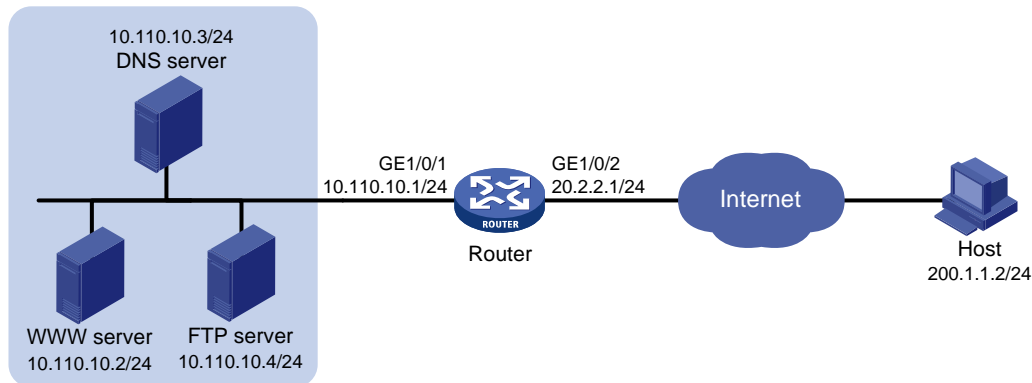 10.110.10.3/24
DNS server
GE1/0/1
10.110.10.1/24
GE1/0/2
20.2.2.1/24
ROUTER
Router
Internet
Host
200.1.1.2/24
WWW server
10.110.10.2/24
FTP server
10.110.10.4/24